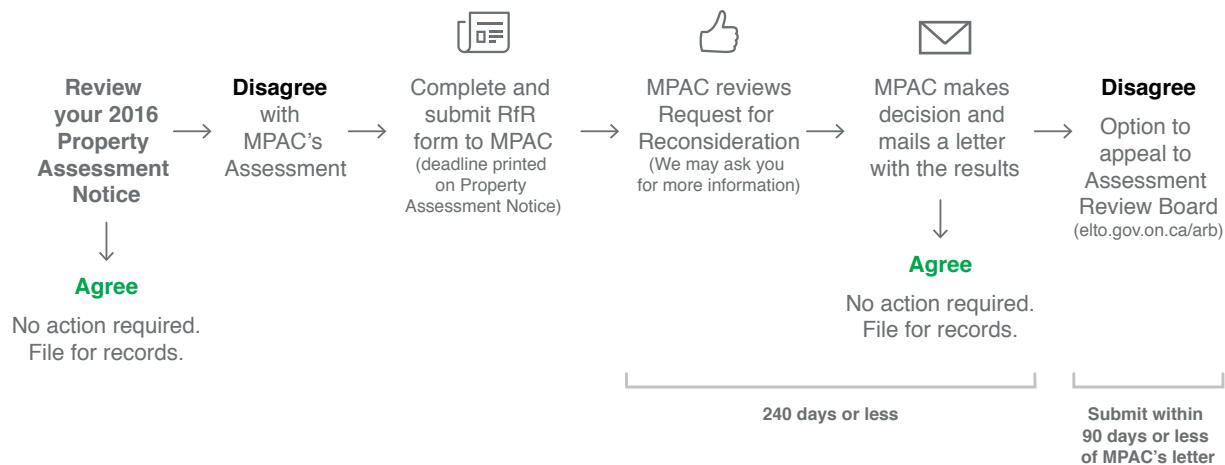 Review
your 2016
Property
Assessment
Notice
Agree
No action required.
File for records.
Disagree
with
MPAC's
Assessment
Complete and
submit RfR
form to MPAC
(deadline printed
on Property
Assessment Notice)
MPAC reviews
Request for
Reconsideration
(We may ask you
for more information)
MPAC makes
decision and
mails a letter
with the results
Agree
No action required.
File for records.
Disagree
Option to
appeal to
Assessment
Review Board
(elto.gov.on.ca/arb)
240 days or less
Submit within
90 days or less
of MPAC's letter